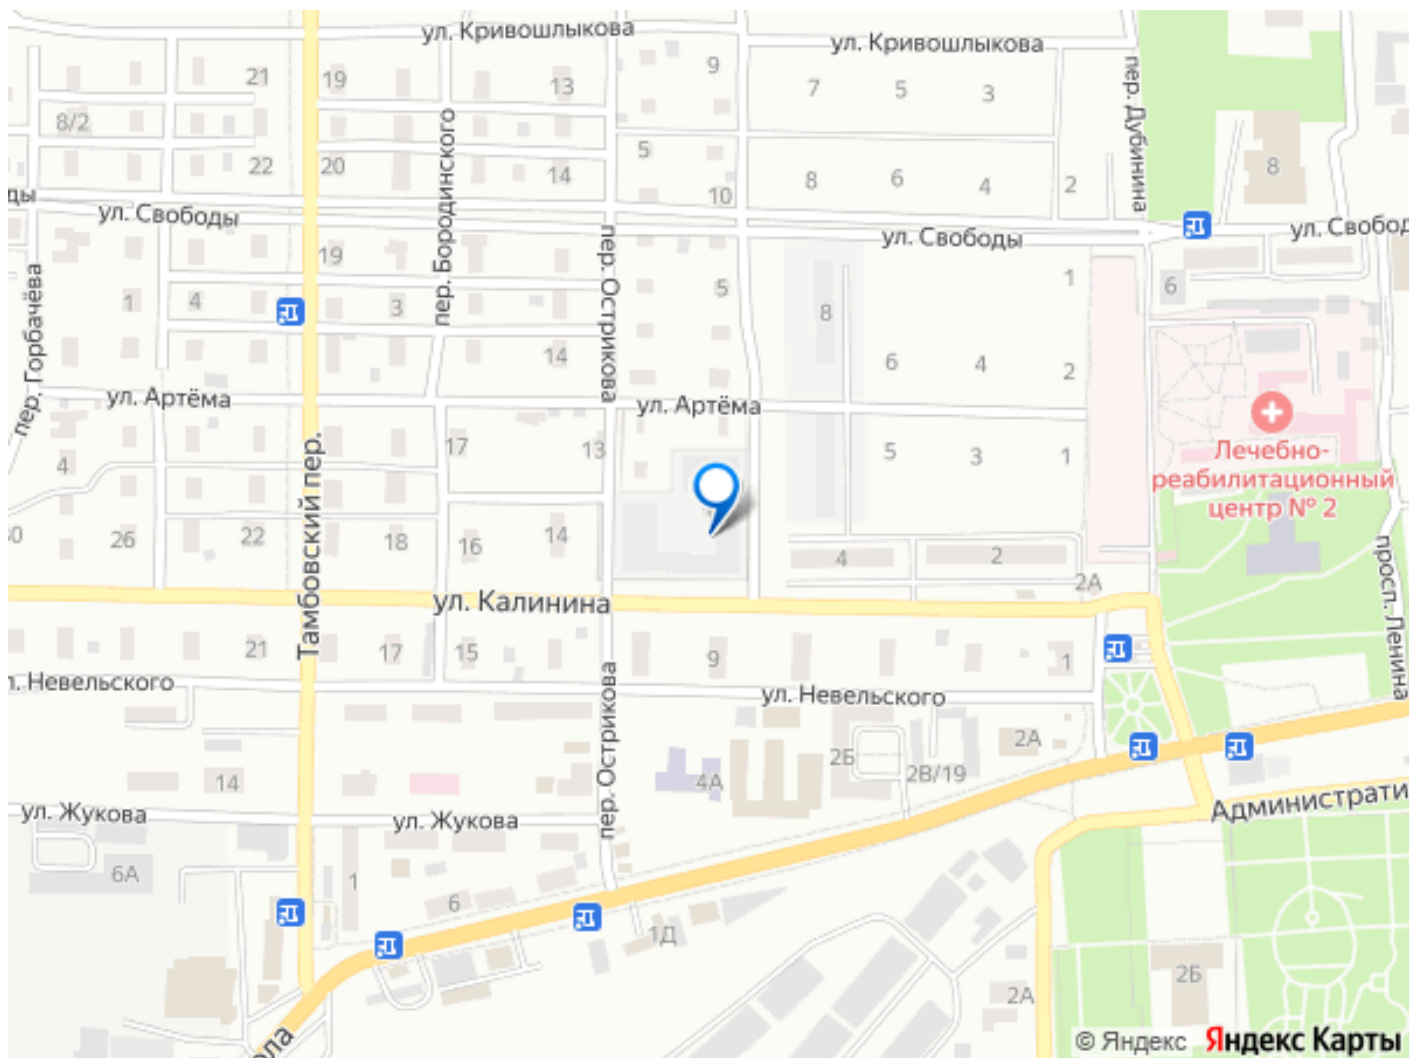 ул. Кривошлыкова
ул. Кривошлыкова
21
19
13
9
7
5
3
8/2
пер. Бородинского
пер. Дубинина
22
20
14
5
10
8
6
4
2
8
ул. Свободы
ул. Свободы
ул. Свобод
19
пер. Острикова
1
6
пер. Горбачёва
1
4
3
5
8
14
6
4
2
ул. Артёма
ул. Артёма
4
Тамбовский пер.
17
13
5
3
1
Лечебно-
реабилитационный
центр № 2
26
22
18
16
14
4
2
2А
просп. Ленина
ул. Калинина
21
17
15
9
1
Невельского
ул. Невельского
пер. Острикова
14
4А
2Б
2В/19
2А
ул. Жукова
ул. Жукова
Администрати
6А
1
6
1Д
2А
2Б
© Яндекс Яндекс Карты